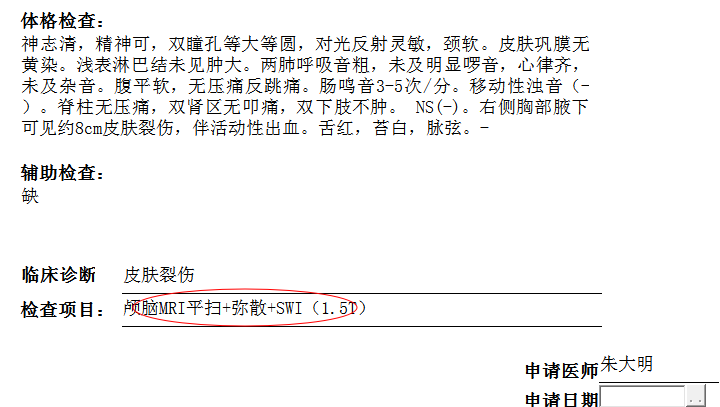 体格检查：
神志清，精神可，双瞳孔等大等圆，对光反射灵敏，颈软。皮肤巩膜无
黄染。浅表淋巴结未见肿大。两肺呼吸音粗，未及明显啰音，心律齐，
未及杂音。腹平软，无压痛反跳痛。肠鸣音3-5次/分。移动性浊音（-
）。脊柱无压痛，双肾区无叩痛，双下肢不肿。 NS(-)。右侧胸部腋下
可见约8cm皮肤裂伤，伴活动性出血。舌红，苔白，脉弦。-
辅助检查：
缺
临床诊断 皮肤裂伤
检查项目： 颅脑MRI平扫+弥散+SWI（1.5T）
申请医师 朱大明
申请日期 ..